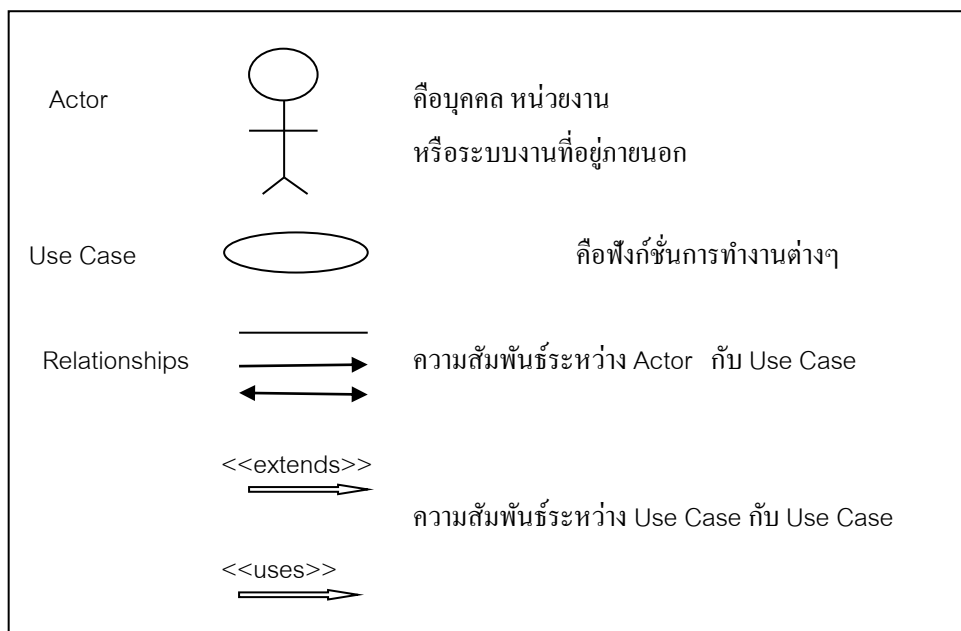 Actor
คือบุคคล หน่วยงาน
หรือระบบงานที่อยู่ภายนอก
Use Case คือฟังก์ชั่นการทำงานต่างๆ
Relationships ความสัมพันธ์ระหว่าง Actor กับ Use Case
<<extends>>
ความสัมพันธ์ระหว่าง Use Case กับ Use Case
<<uses>>